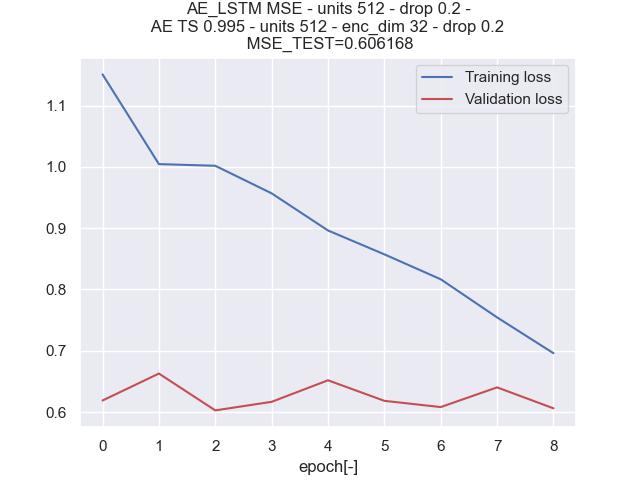 AE_LSTM MSE - units 512 - drop 0.2 -
AE TS 0.995 - units 512 - enc_dim 32 - drop 0.2
MSE_TEST=0.606168
Training loss
Validation loss
1.1
1.0
0.9
0.8
0.7
0.6
0 1 2 3 4 5 6 7 8
epoch[-]